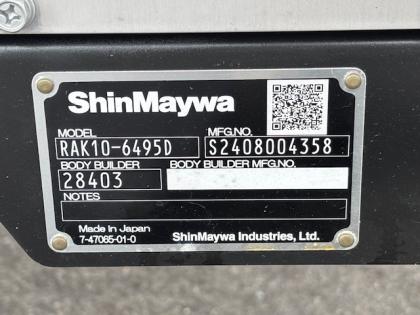 ShinMaywa
MODEL MFG.NO.
RAK10-6495D S2408004358
BODY BUILDER BODY BUILDER MFG.NO.
28403
NOTES
Made in Japan
7-47065-01-0 ShinMaywa Industries, Ltd.